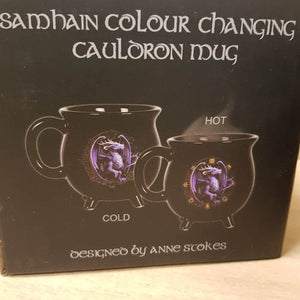 SAMHAIN COLOUR CHANGING
CAULDRON MUG
HOT
COLD
DESIGNED BY ANNE STOKES